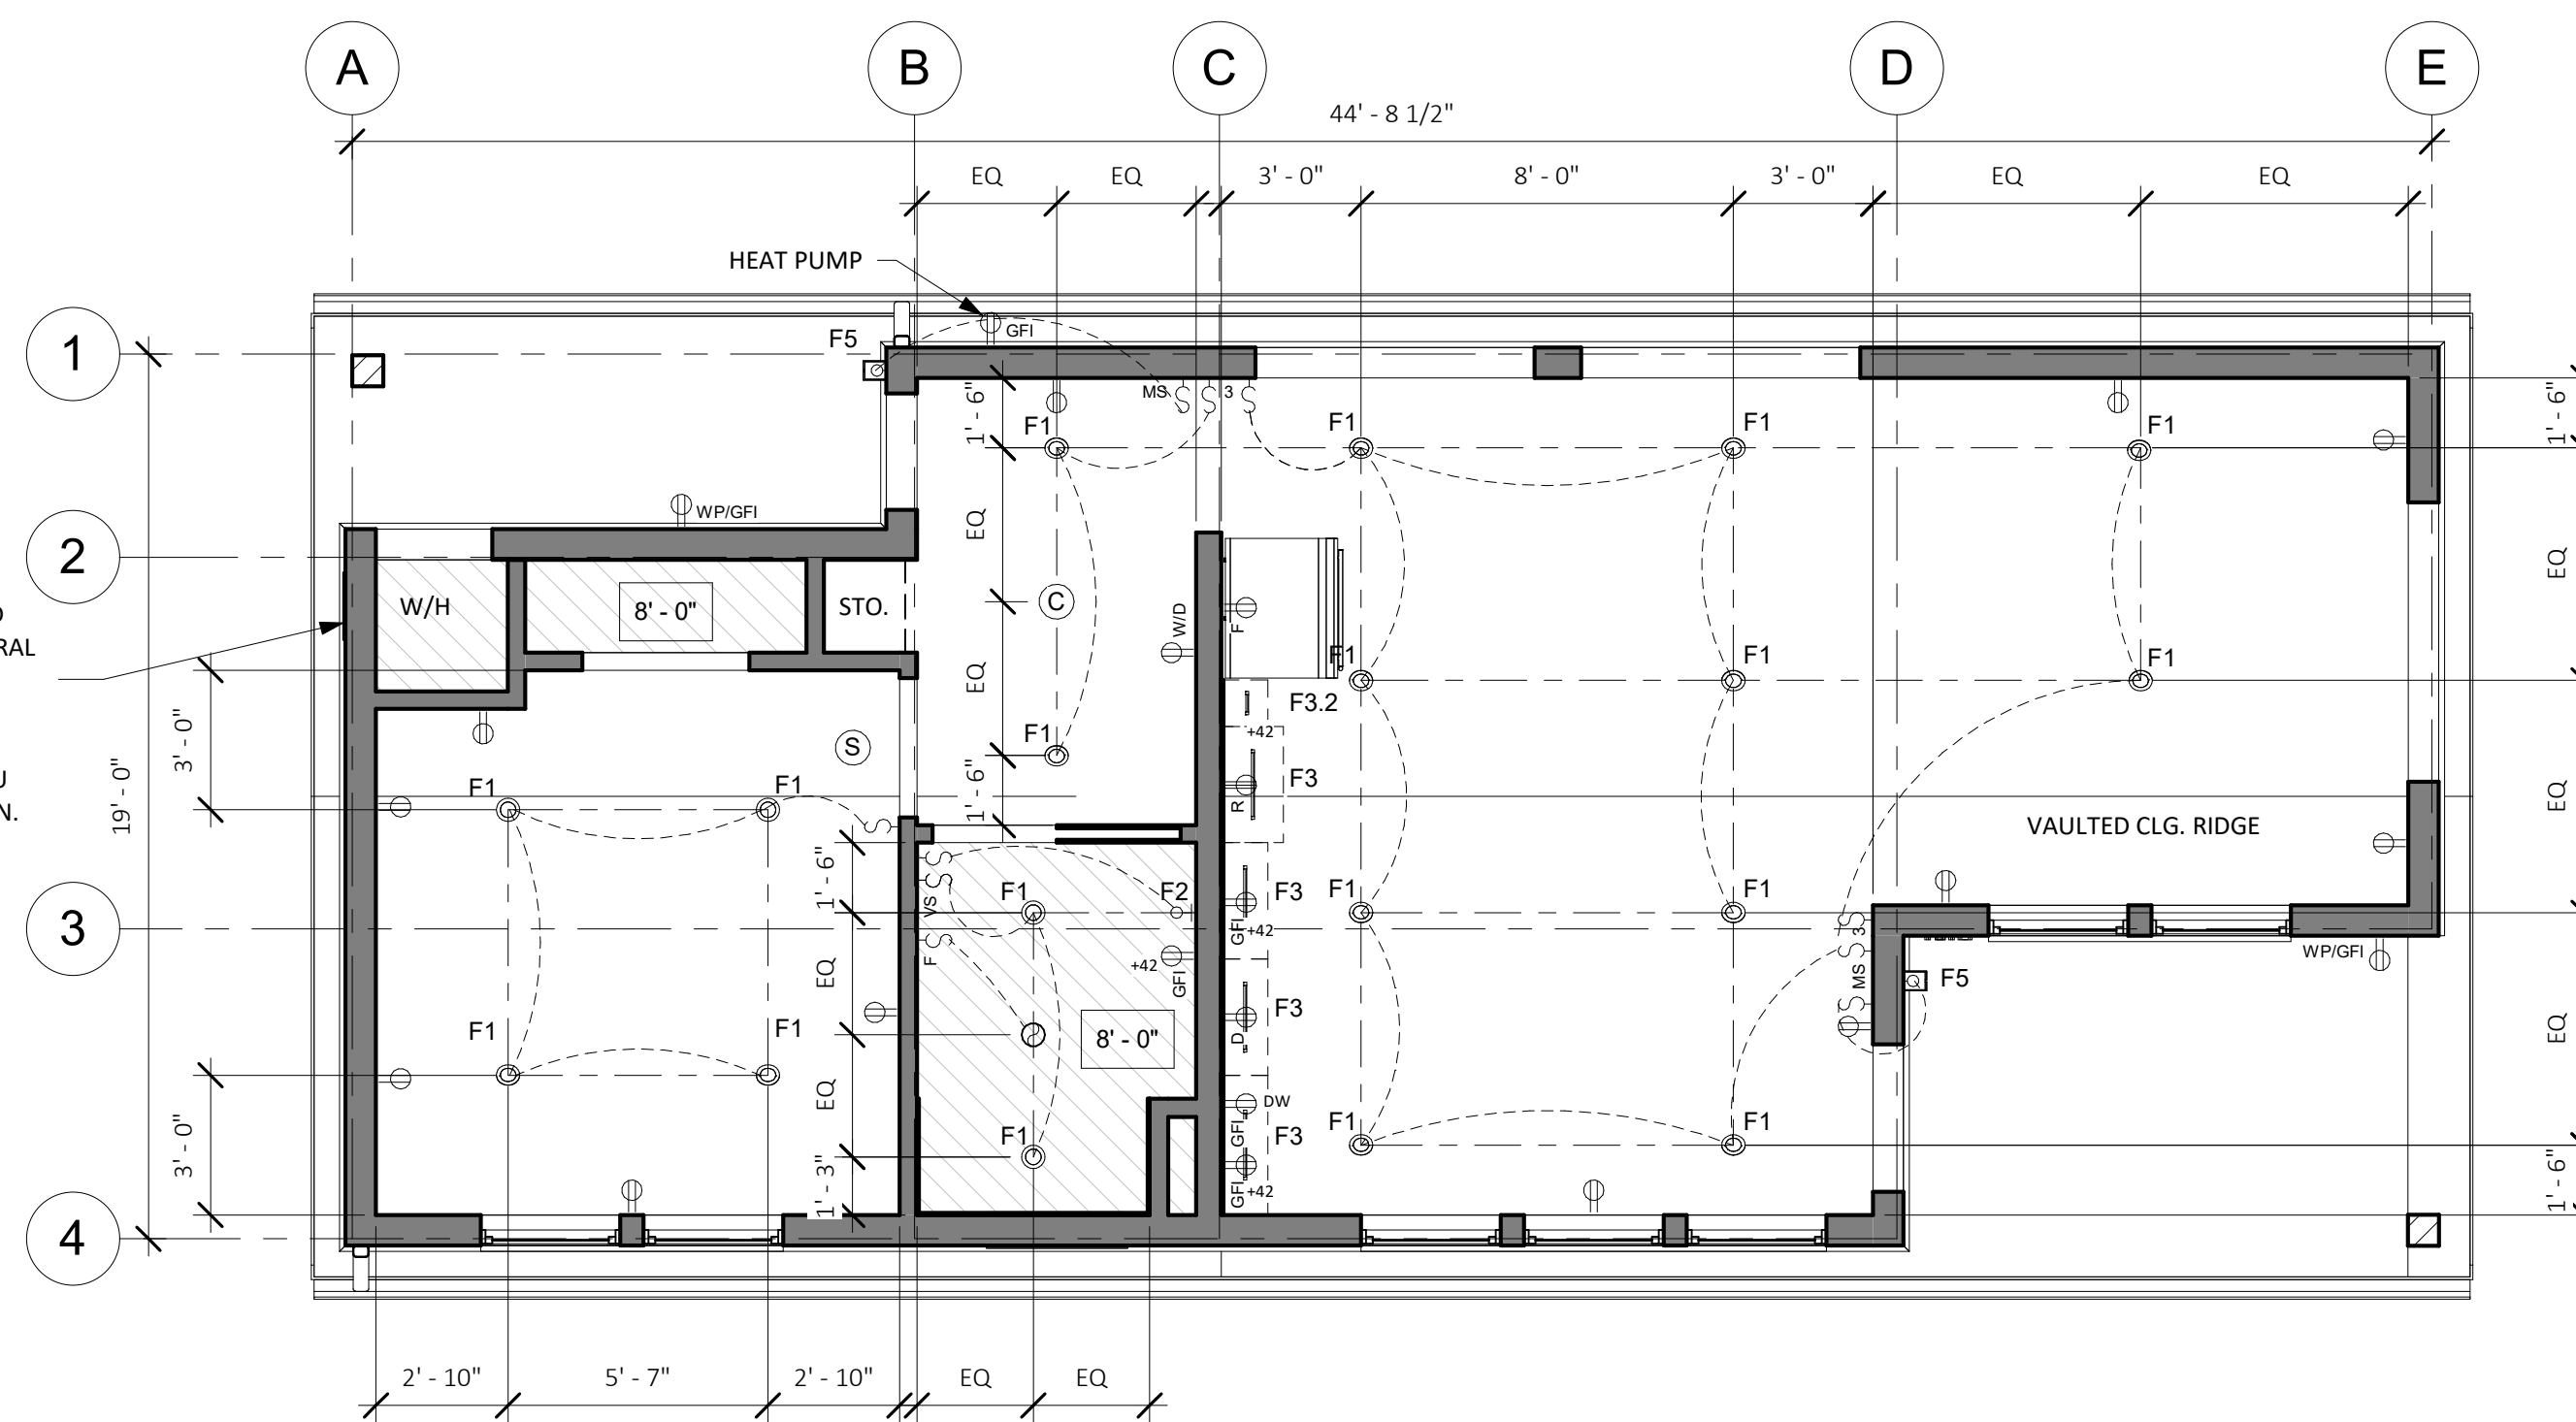 A B C D E
44' - 8 1/2"
EQ EQ 3' - 0" 8' - 0" 3' - 0" EQ EQ
HEAT PUMP
1
F5
GFI
MS
3
1' - 6"
1' - 6"
F1 F1 F1 F1
WP/GFI
EQ
EQ
2
W/H
8' - 0"
STO.
C
W/D
F
RAL
F1 F1 F1
F3.2
+42
3' - 0"
EQ
S
F1
F3
R
19' - 0"
N.
F1 F1
1' - 6"
EQ
VAULTED CLG. RIDGE
1' - 6"
VS
F1 F2
F3
F1 F1
GFI
+42
3
3
F
+42
GFI
EQ
MS
WP/GFI
F5
F1 F1
8' - 0"
F3
D
EQ
EQ
DW
GFI
F3
F1
F1 F1
3' - 0"
1' - 3"
GFI
+42
1' - 6"
4
2' - 10" 5' - 7" 2' - 10" EQ EQ